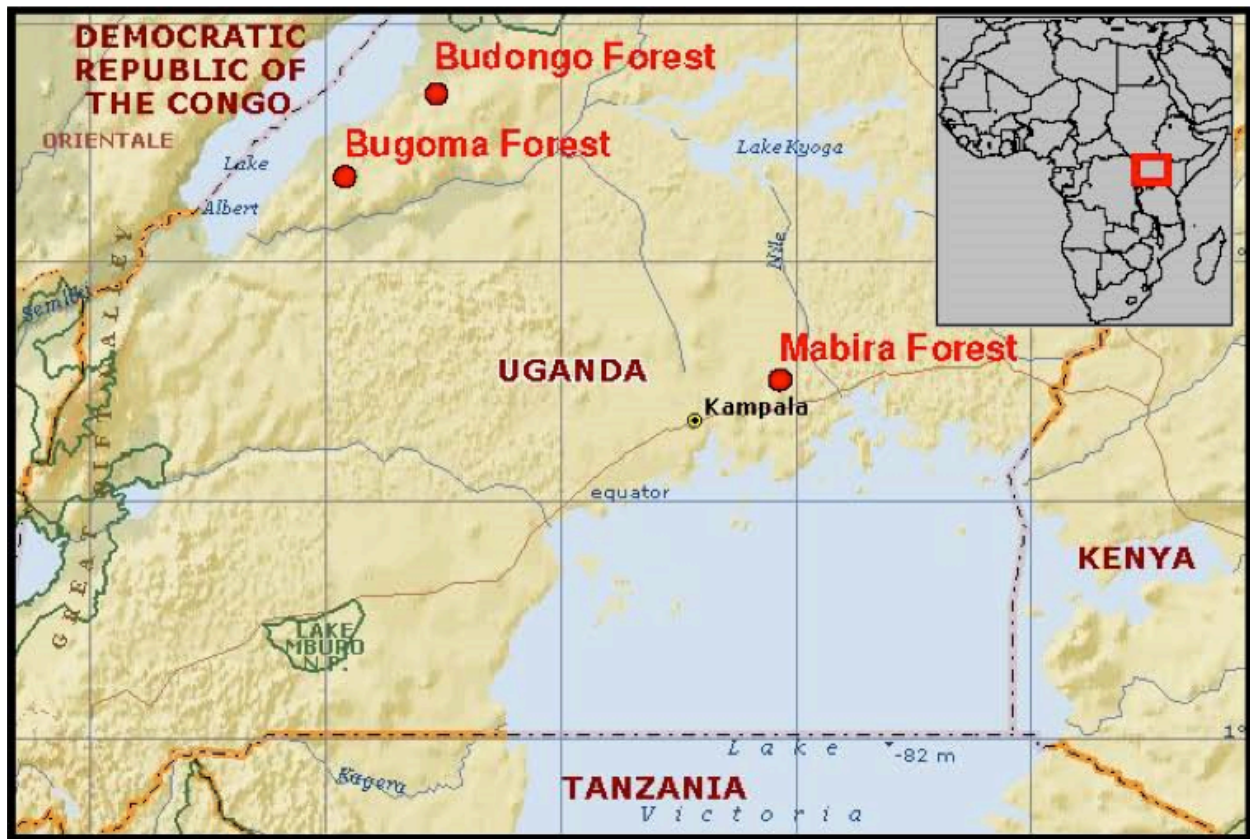 DEMOCRATIC
REPUBLIC OF
THE CONGO
ORIENTALE
Budongo Forest
Bugoma Forest
Lake
Albert
Lake Kyoga
Nile
Semliki
GREAT RIFT VALLEY
UGANDA
Mabira Forest
Kampala
equator
KENYA
LAKE
MBURO
N.P.
Kagera
TANZANIA
Lake
Victoria
-82 m
1°